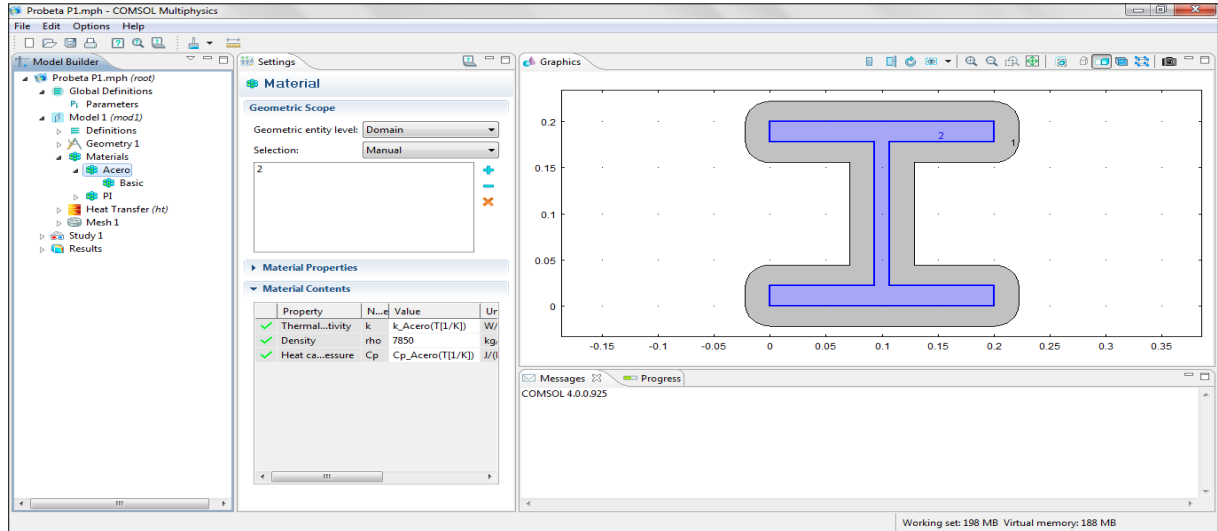 Probeta P1.mph - COMSOL Multiphysics
File Edit Options Help
Model Builder
Probeta P1.mph (root)
Global Definitions
Pi Parameters
Model 1 (mod1)
Definitions
Geometry 1
Materials
Acero
Basic
PI
Heat Transfer (ht)
Mesh 1
Study 1
Results
Settings
Material
Geometric Scope
Geometric entity level: Domain
Selection: Manual
2
Material Properties
Material Contents
Property N...e Value Ur
Thermal...tivity k k_Acero(T[1/K]) W/
Density rho 7850 kg,
Heat ca...essure Cp Cp_Acero(T[1/K]) J/(I
Graphics
0.2
0.15
0.1
0.05
0
2
1
-0.15 -0.1 -0.05 0 0.05 0.1 0.15 0.2 0.25 0.3 0.35
Messages Progress
COMSOL 4.0.0.925
Working set: 198 MB Virtual memory: 188 MB